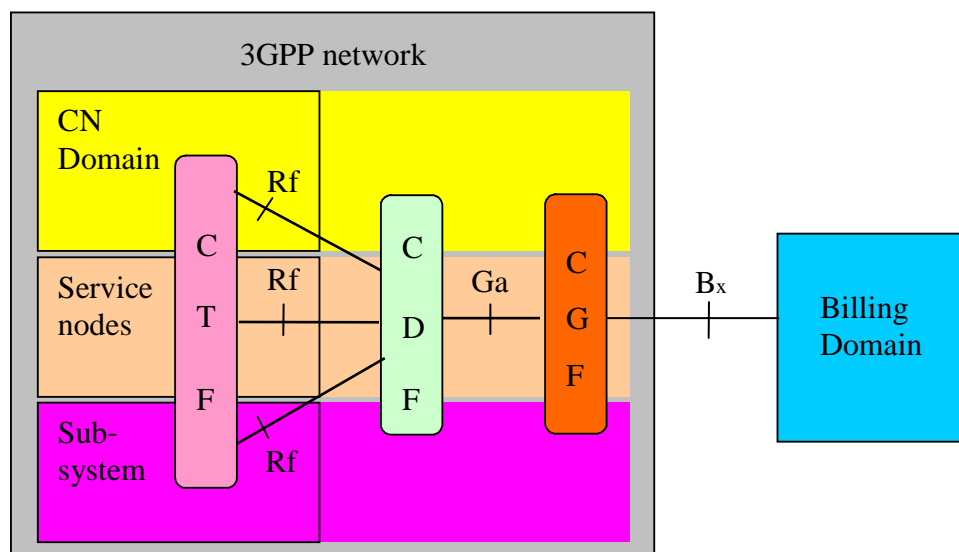 3GPP network
CN
Domain
Rf
C
T
F
Service
nodes
Rf
Sub-
system
Rf
C
D
F
Ga
C
G
F
Bx
Billing
Domain